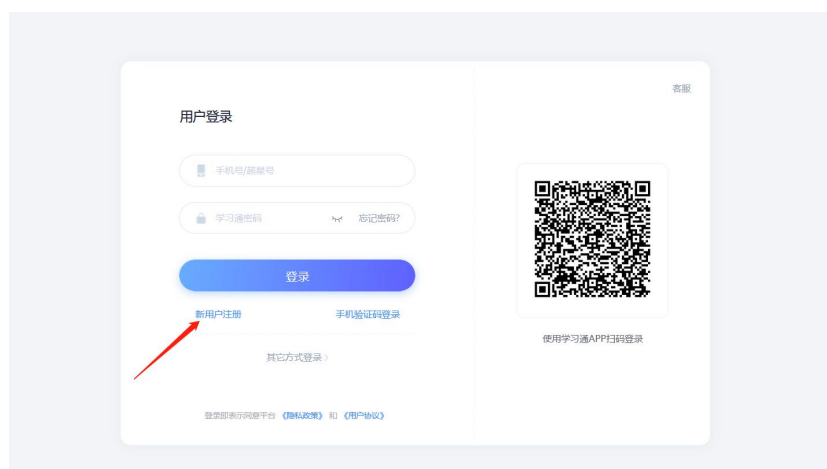 客服
用户登录
手机号/超星号
学习通密码 忘记密码?
登录
新用户注册 手机验证码登录
其它方式登录 >
登录即表示同意平台《隐私政策》和《用户协议》
使用学习通APP扫码登录